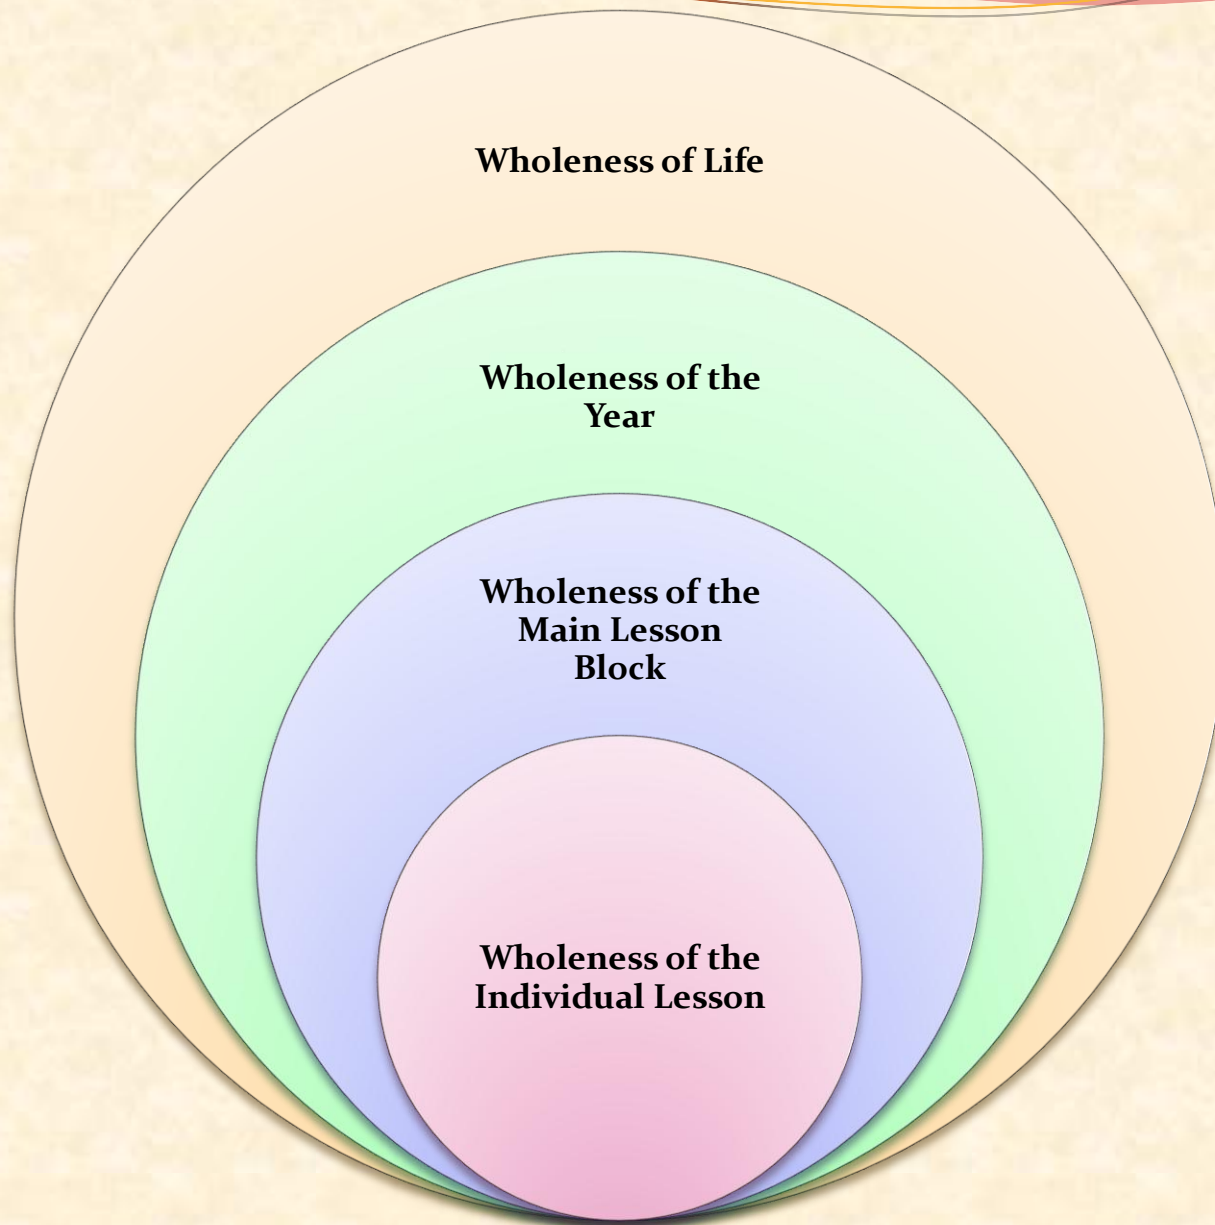 Wholeness of Life
Wholeness of the
Year
Wholeness of the
Main Lesson
Block
Wholeness of the
Individual Lesson